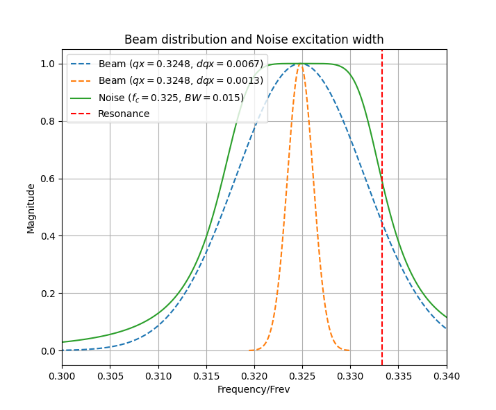 Beam distribution and Noise excitation width
Beam (qx = 0.3248, dqx = 0.0067)
Beam (qx = 0.3248, dqx = 0.0013)
Noise (f_c = 0.325, BW = 0.015)
Resonance
Magnitude
1.0
0.8
0.6
0.4
0.2
0.0
0.300 0.305 0.310 0.315 0.320 0.325 0.330 0.335 0.340
Frequency/Frev